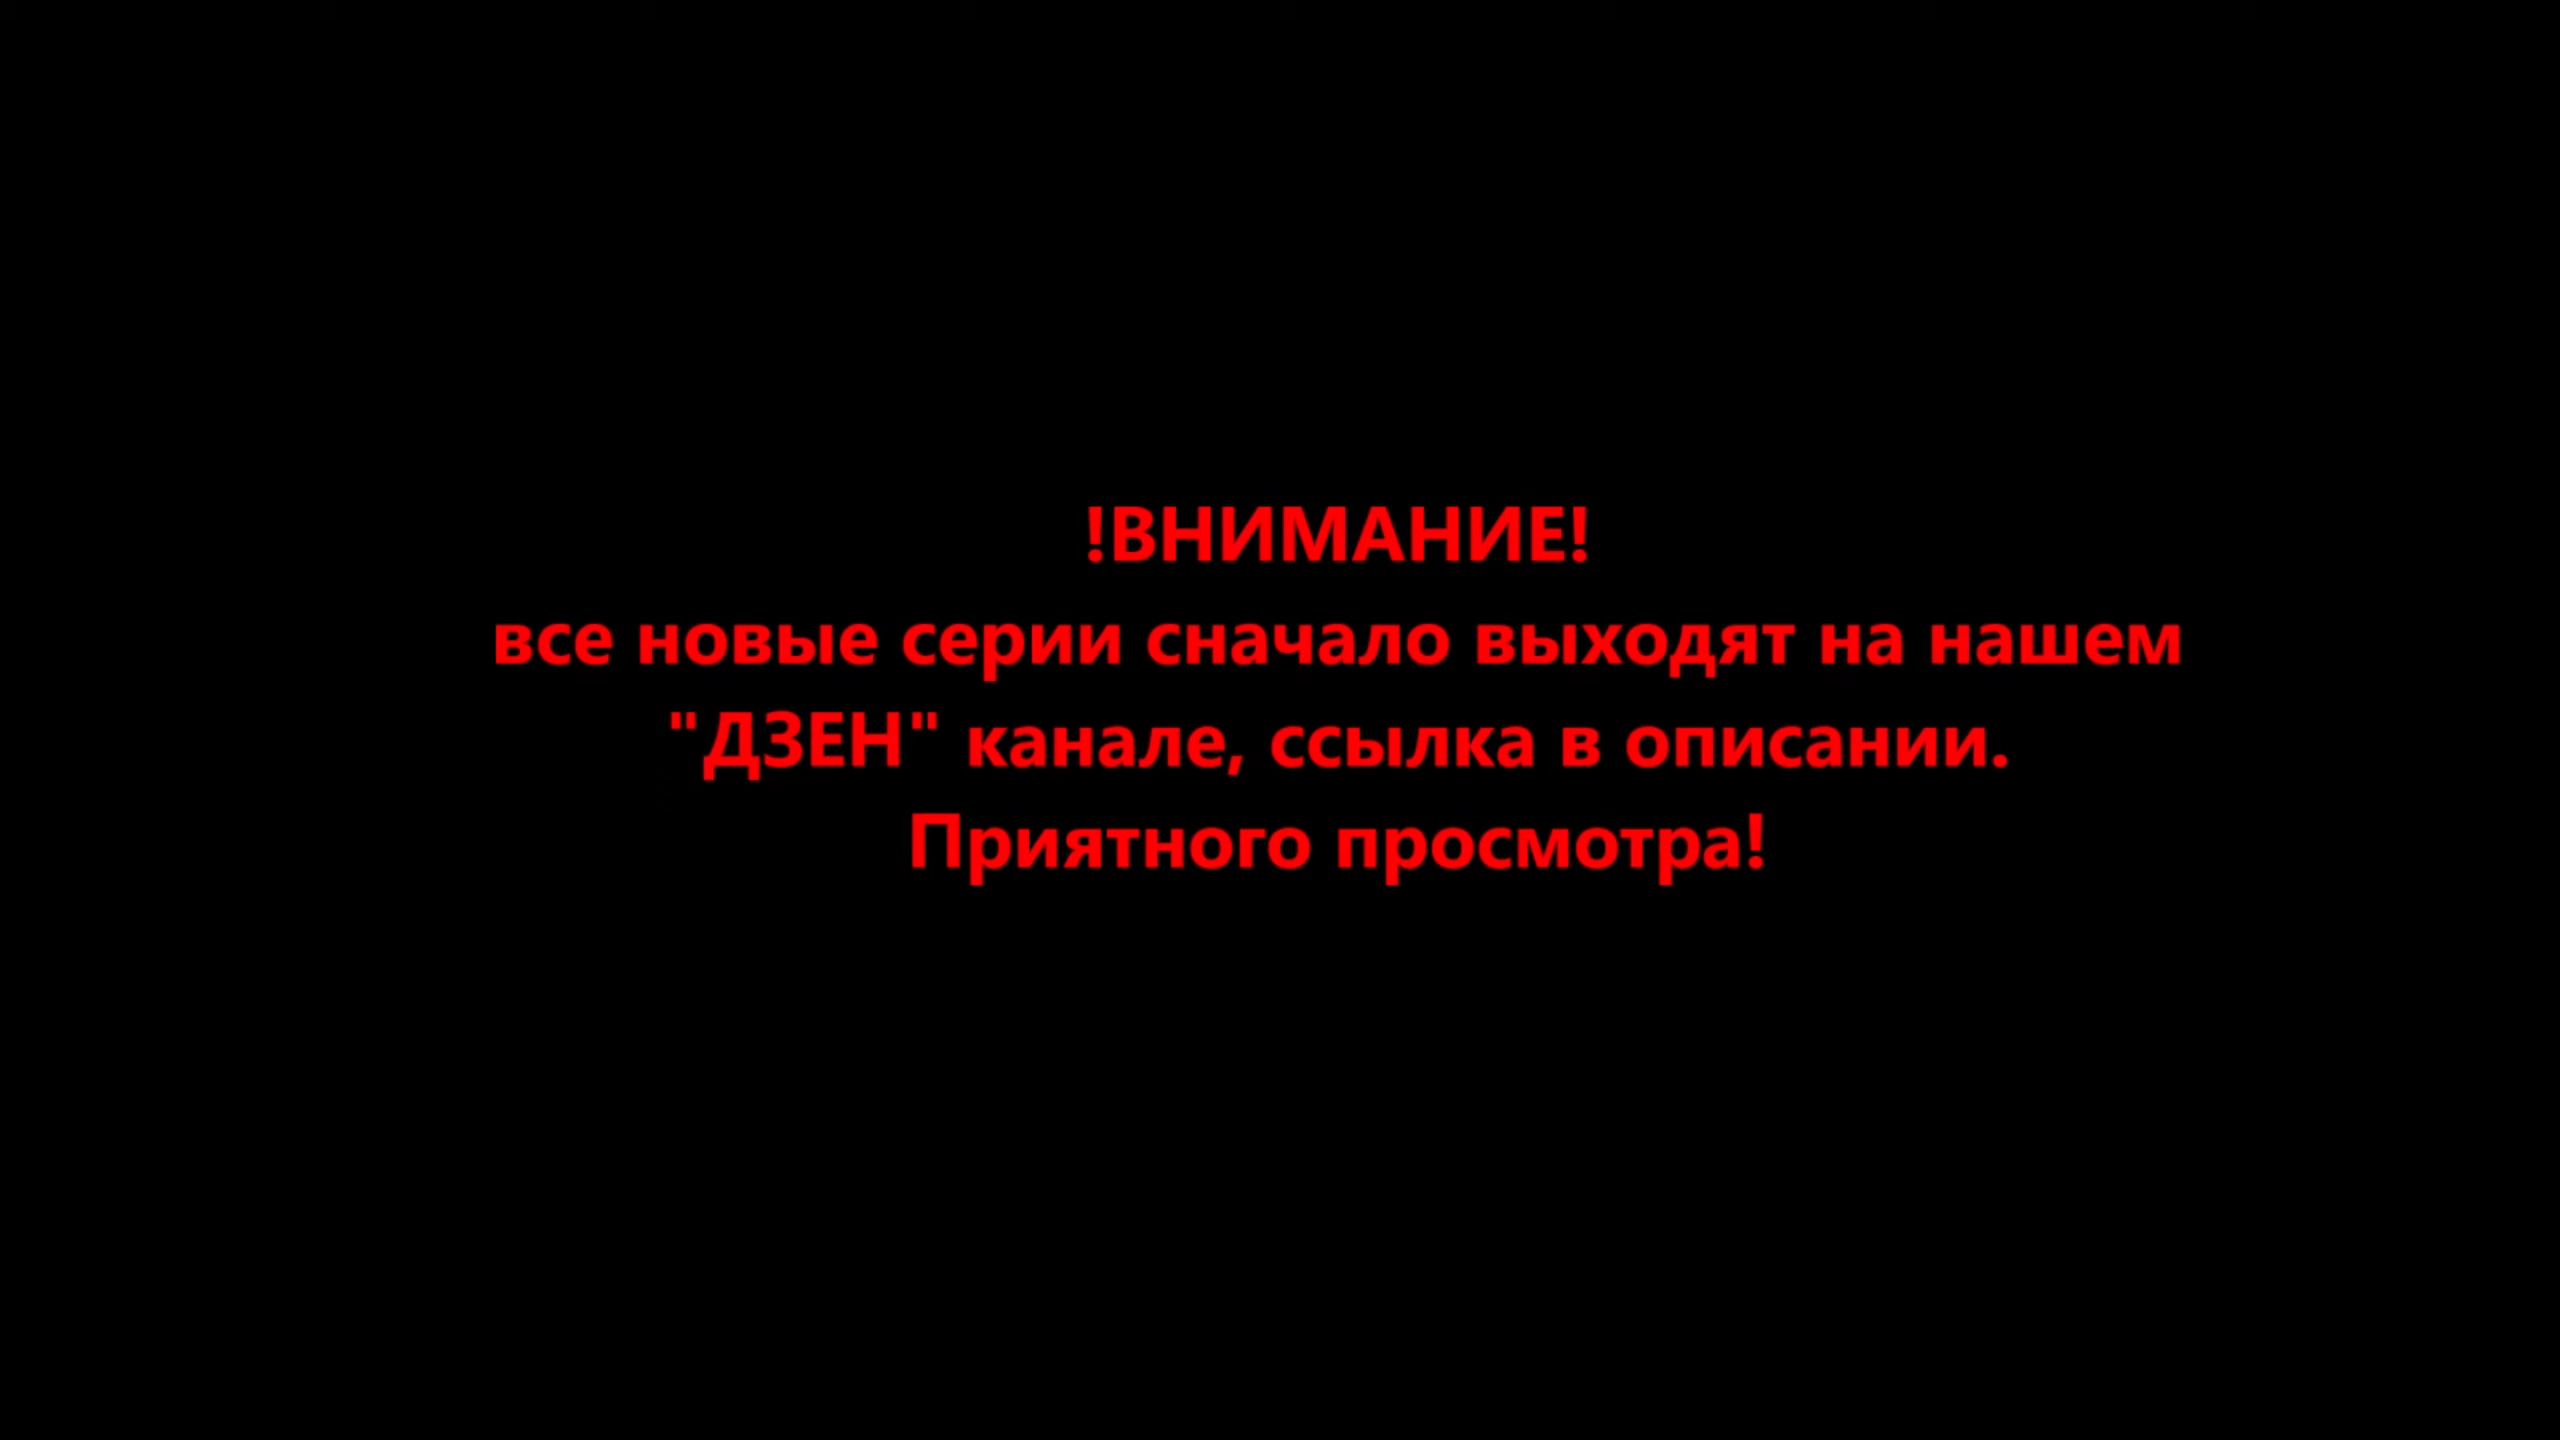 !ВНИМАНИЕ!
все новые серии сначало выходят на нашем
"ДЗЕН" канале, ссылка в описании.
Приятного просмотра!